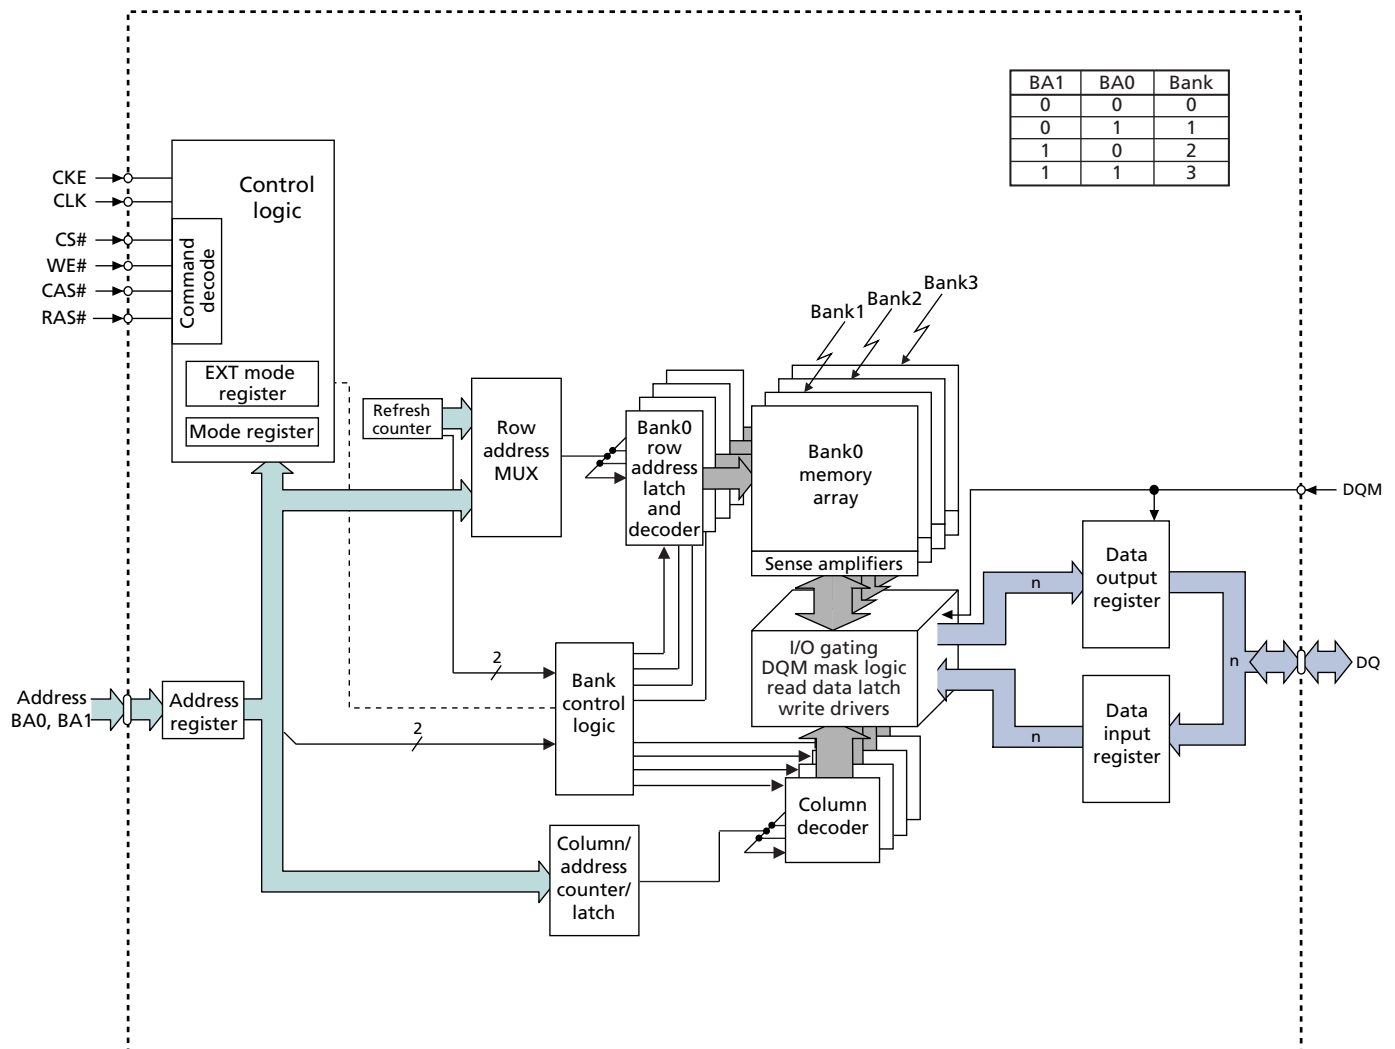 BA1 BA0 Bank
0 0 0
0 1 1
1 0 2
1 1 3
CKE
CLK
CS#
WE#
CAS#
RAS#
Control
logic
Command
decode
EXT mode
register
Mode register
Refresh
counter
Row
address
MUX
Bank0
row
address
latch
and
decoder
Bank1
Bank2
Bank3
Bank0
memory
array
Sense amplifiers
I/O gating
DQM mask logic
read data latch
write drivers
DQM
Data
output
register
n
n
n
DQ
Data
input
register
Address
BA0, BA1
Address
register
2
2
Bank
control
logic
Column
decoder
Column/
address
counter/
latch